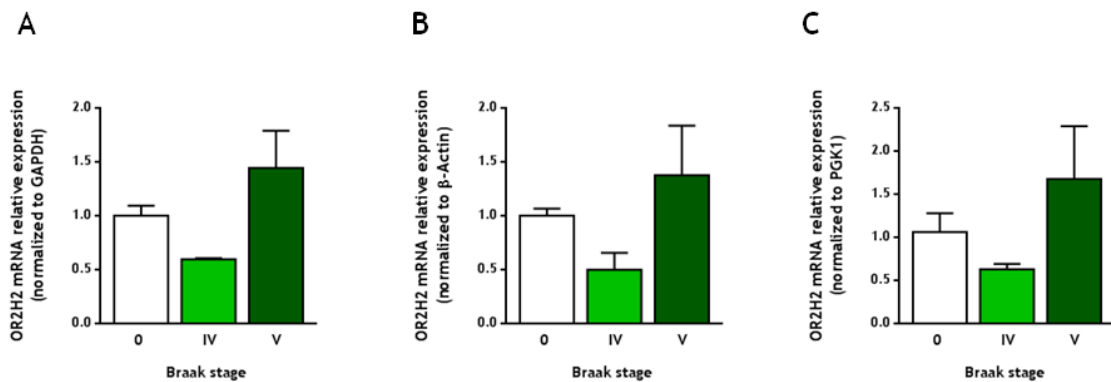 A
B
C
OR2H2 mRNA relative expression
(normalized to GAPDH)
2.0
1.5
1.0
0.5
0.0
0 IV V
Braak stage
OR2H2 mRNA relative expression
(normalized to β-Actin)
2.0
1.5
1.0
0.5
0.0
0 IV V
Braak stage
OR2H2 mRNA relative expression
(normalized to PGK1)
2.5
2.0
1.5
1.0
0.5
0.0
0 IV V
Braak stage